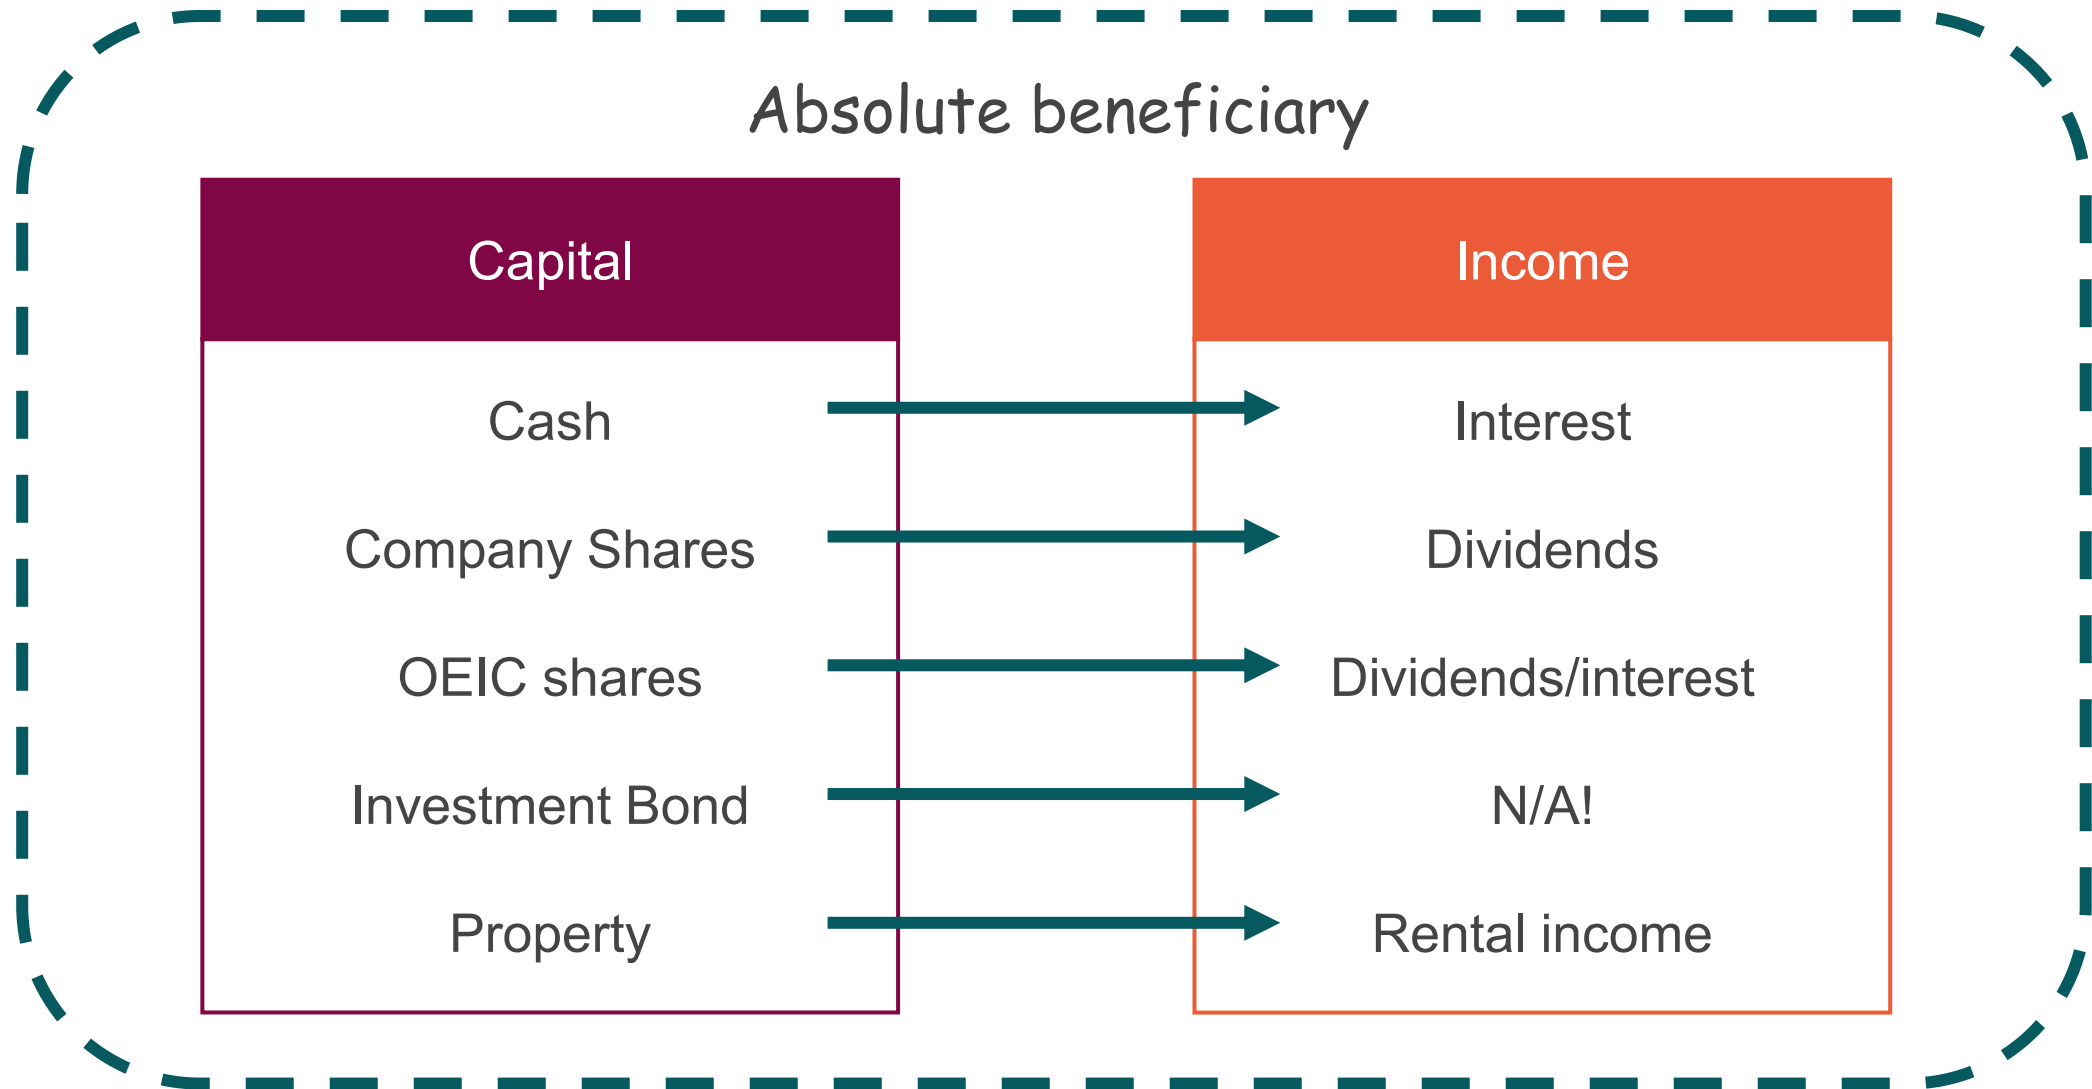 Absolute beneficiary
Capital
Income
Cash
Interest
Company Shares
Dividends
OEIC shares
Dividends/interest
Investment Bond
N/A!
Property
Rental income